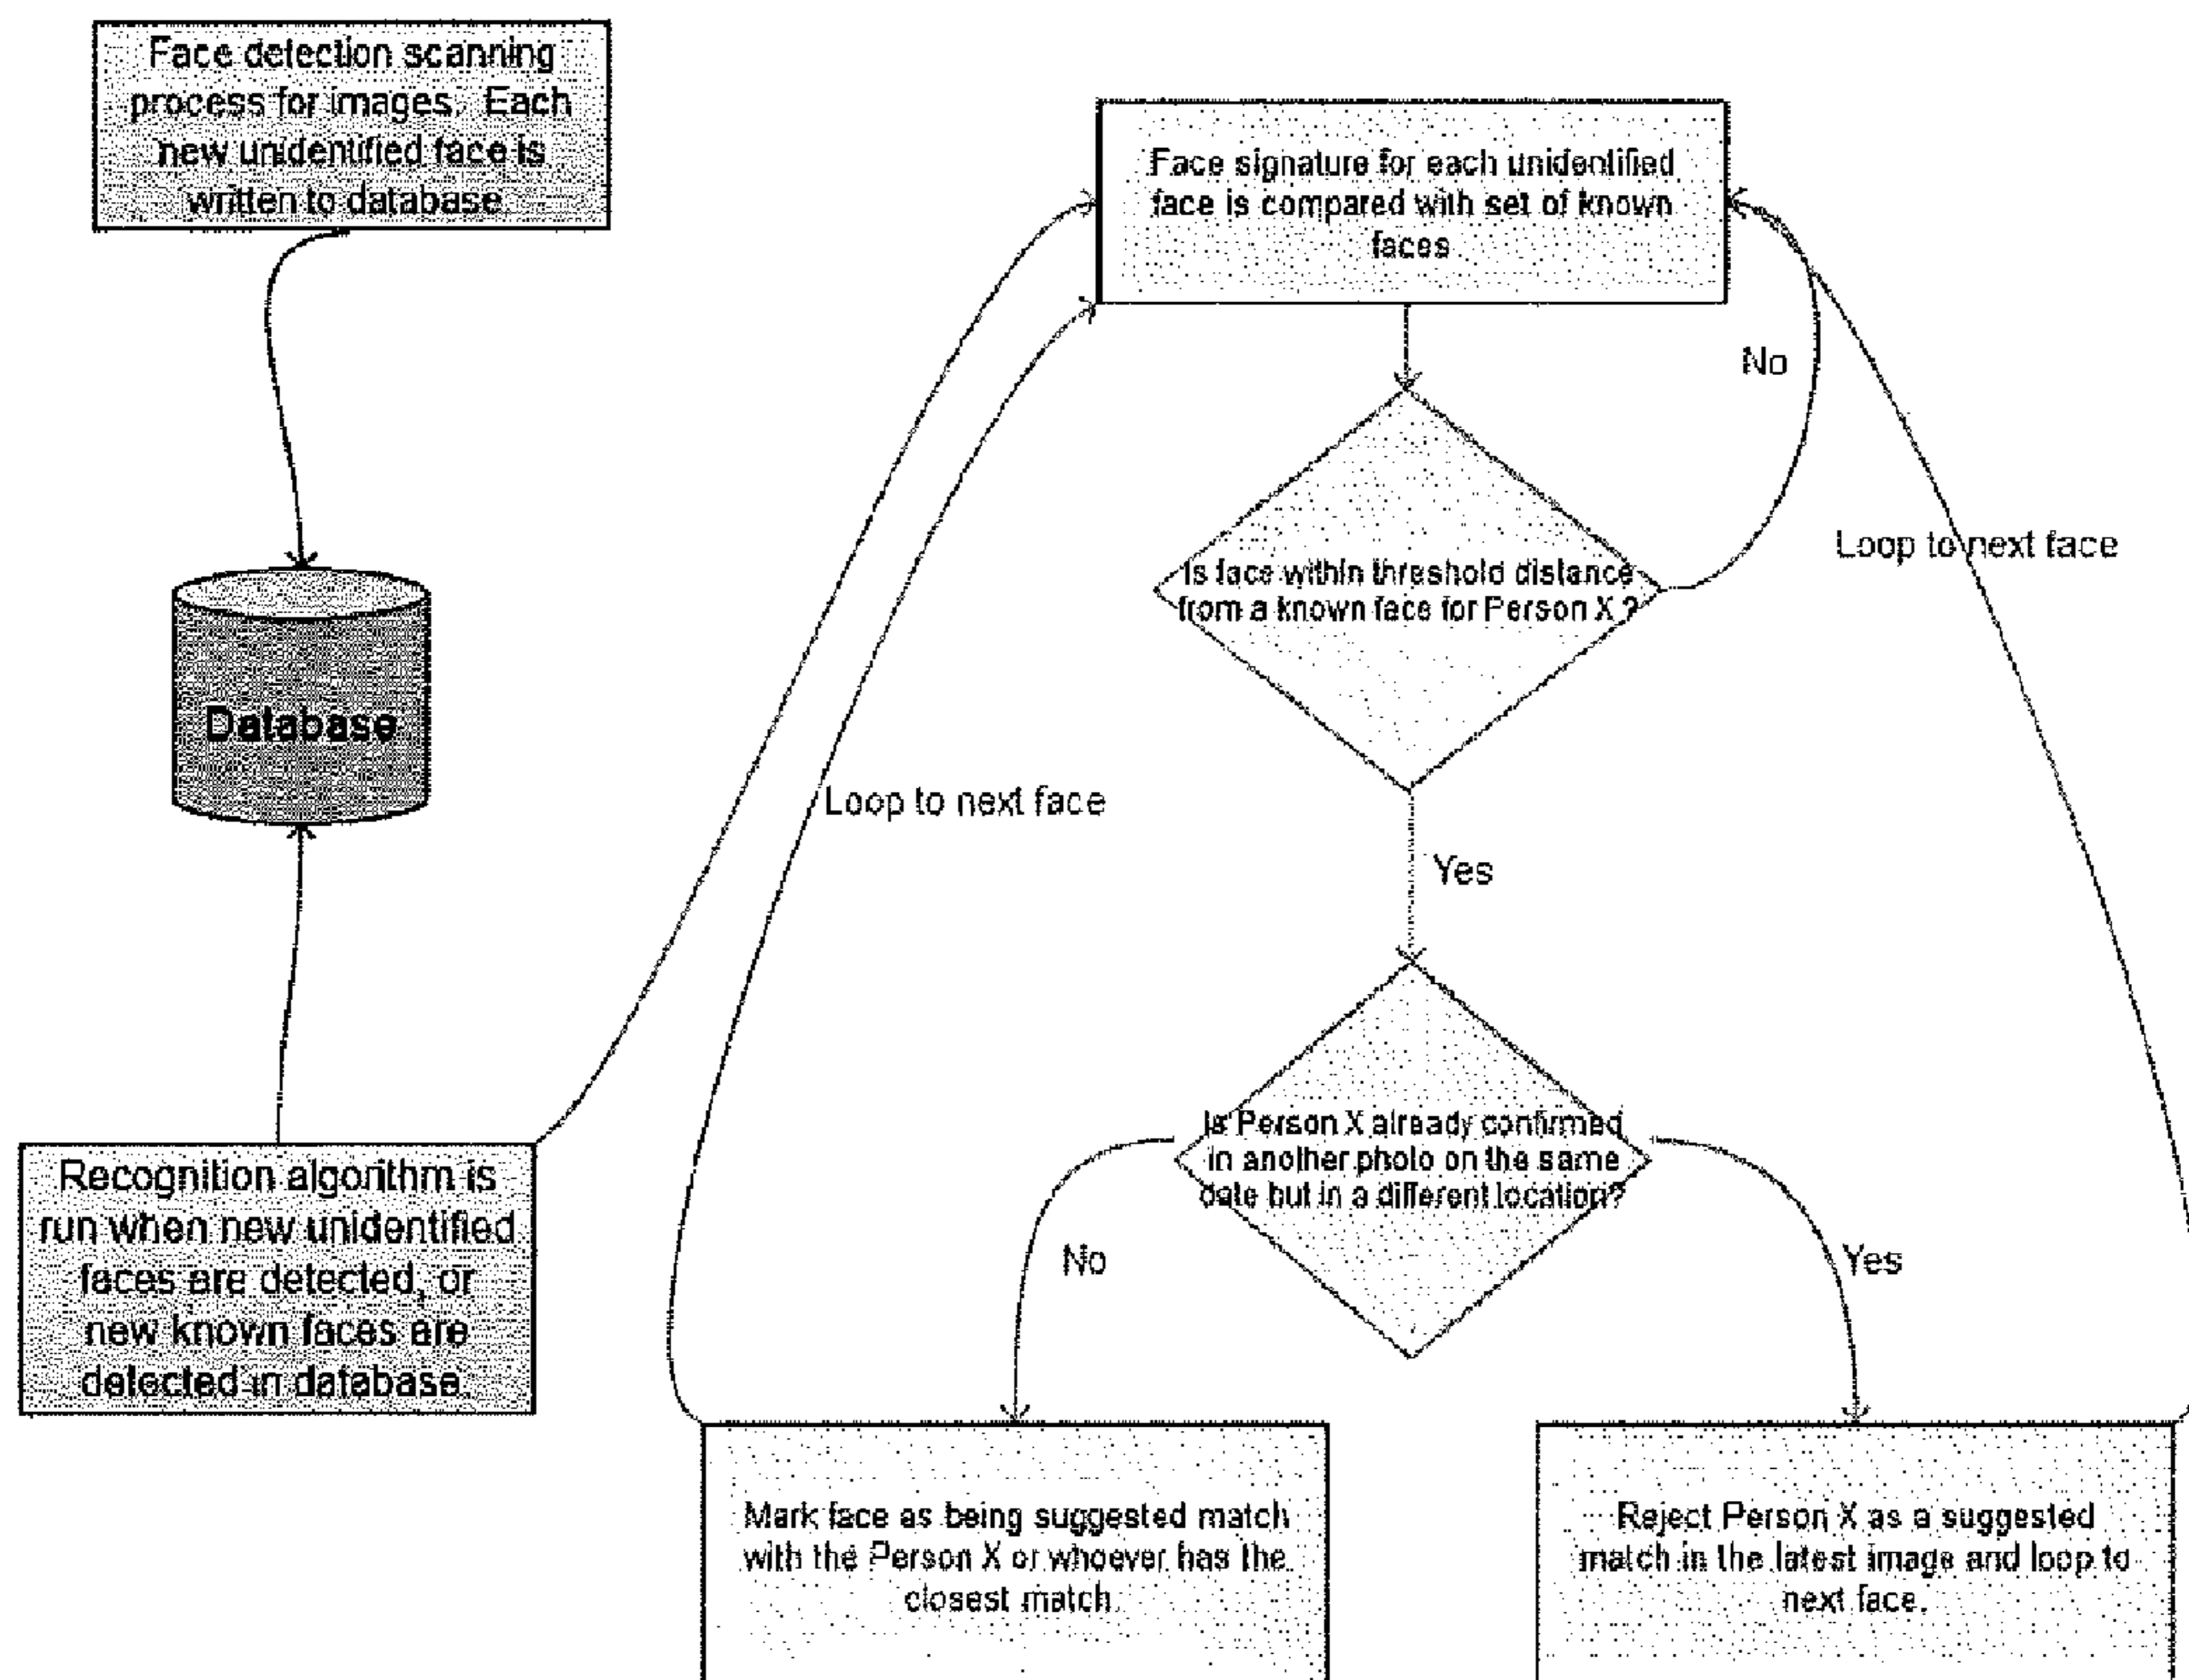 Face detection scanning
process for images. Each
new unidentified face is
written to database.
Database
Recognition algorithm is
run when new unidentified
faces are detected, or
new known faces are
detected in database.
Face signature for each unidentified
face is compared with set of known
faces
No
Is face within threshold distance
from a known face for Person X ?
Loop to next face
Loop to next face
Yes
Is Person X already confirmed
in another photo on the same
date but in a different location?
No
Yes
Mark face as being suggested match
with the Person X or whoever has the
closest match.
Reject Person X as a suggested
match in the latest image and loop to
next face.